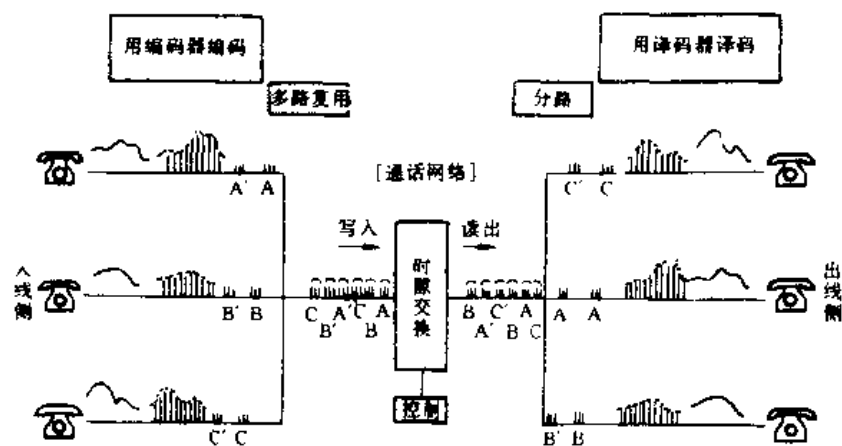 用编码器编码
用译码器译码
多路复用
分路
[通话网络]
A′ A
C′ C
写入
读出
入线侧
时隙交换
出线侧
B′ B
C B′ A′ C B A
B A′ C′ B A C
A A
控制
C′ C
B′ B